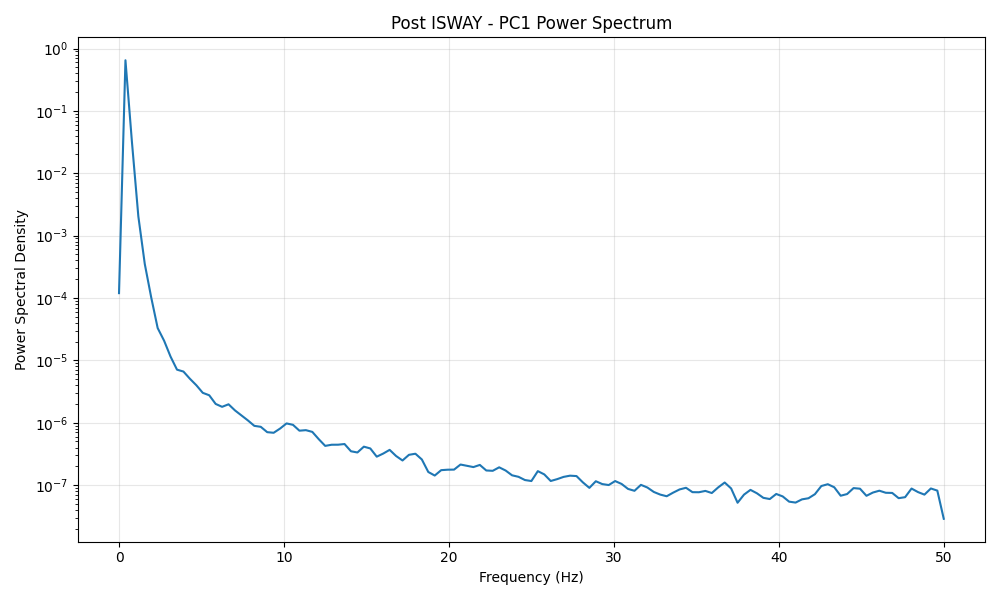 Post ISWAY - PC1 Power Spectrum
10⁰
10⁻¹
10⁻²
10⁻³
10⁻⁴
10⁻⁵
10⁻⁶
10⁻⁷
Power Spectral Density
0 10 20 30 40 50
Frequency (Hz)